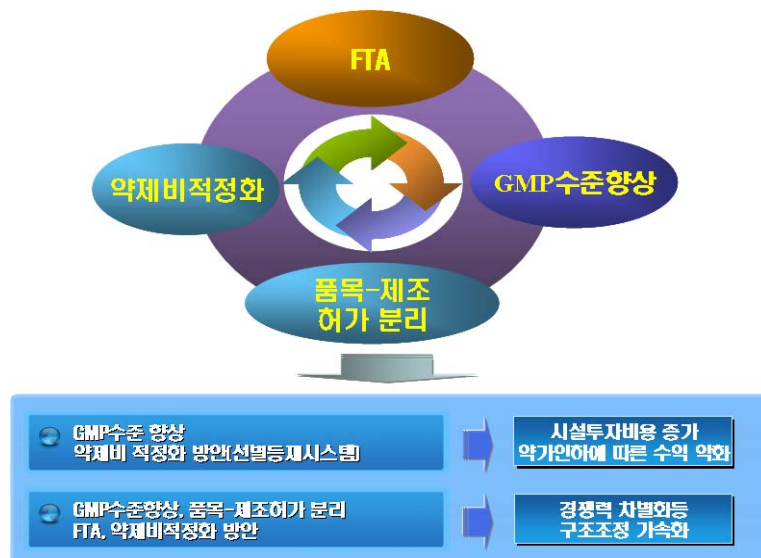 FTA
약제비적정화
GMP수준향상
품목-제조
허가 분리
GMP수준 향상
약제비 적정화 방안(선별등재시스템)
시설투자비용 증가
약가인하에 따른 수익 악화
GMP수준향상, 품목-제조허가 분리
FTA, 약제비적정화 방안
경쟁력 차별화등
구조조정 가속화